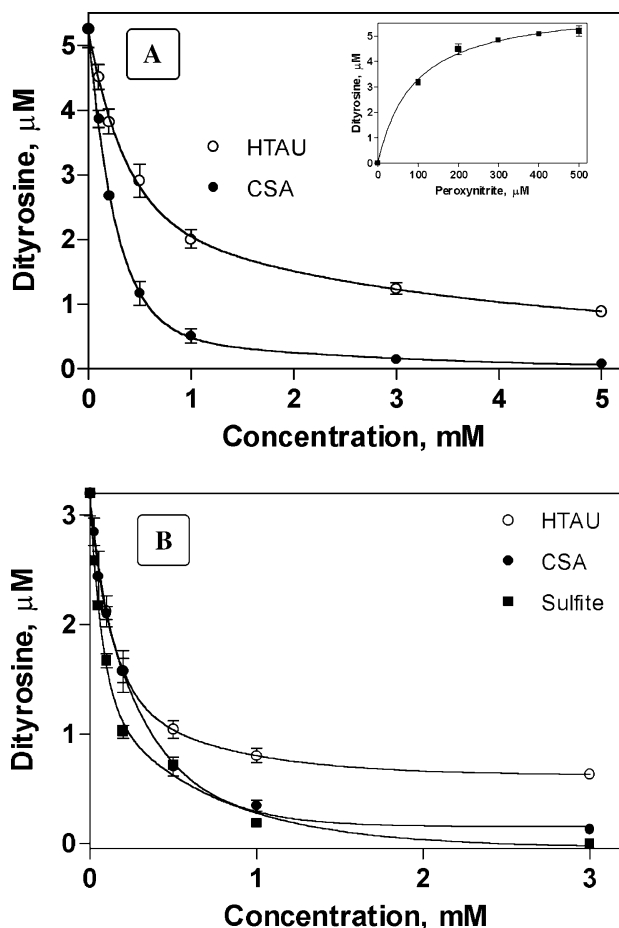 A
5
4
3
2
1
0
Dityrosine, μM
0 1 2 3 4 5
Concentration, mM
HTAU
CSA
6
5
4
3
2
1
0
Dityrosine, μM
0 100 200 300 400 500
Peroxynitrite, μM
B
3
2
1
0
Dityrosine, μM
0 1 2 3
Concentration, mM
HTAU
CSA
Sulfite